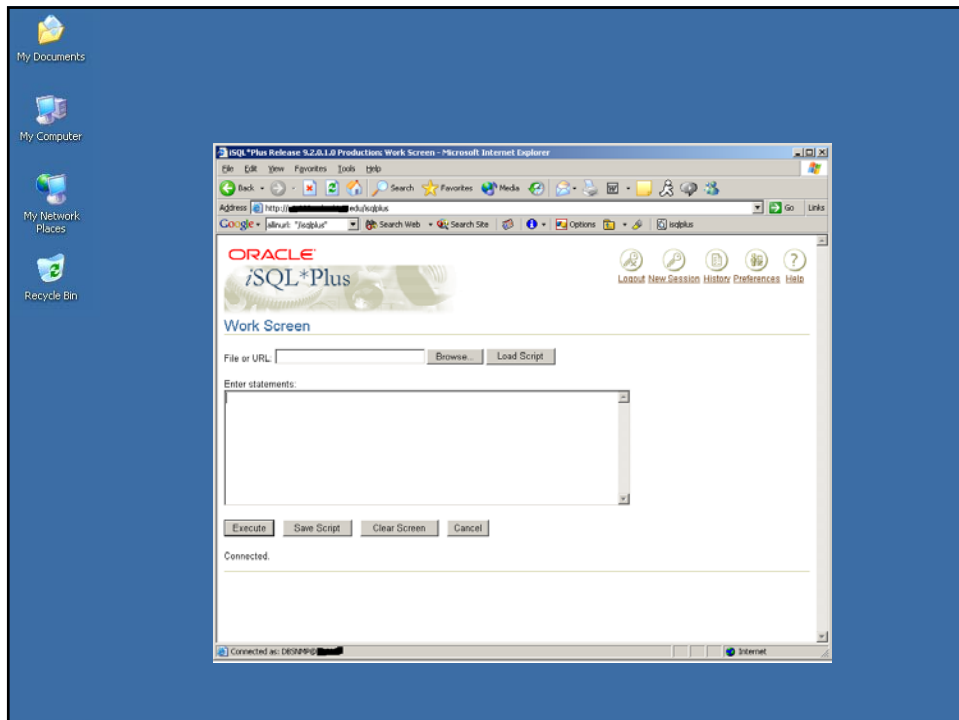 My Documents
My Computer
My Network
Places
Recycle Bin
iSQL*Plus Release 9.2.0.1.0 Production: Work Screen - Microsoft Internet Explorer
File Edit View Favorites Tools Help
Back Search Favorites Media
Address http:// edu/isqlplus Go Links
Google allinurl: "/isqlplus" Search Web Search Site Options isqlplus
ORACLE
iSQL*Plus
Logout New Session History Preferences Help
Work Screen
File or URL: Browse... Load Script
Enter statements:
Execute Save Script Clear Screen Cancel
Connected.
Connected as: DBSNMP@ Internet